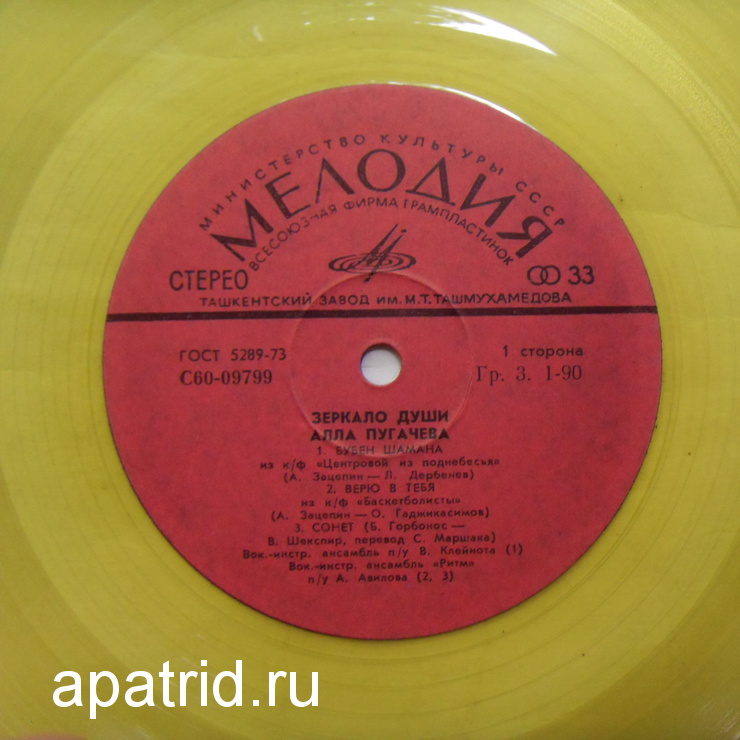 МИНИСТЕРСТВО КУЛЬТУРЫ СССР
МЕЛОДИЯ
ВСЕСОЮЗНАЯ ФИРМА ГРАМПЛАСТИНОК
СТЕРЕО
33
ТАШКЕНТСКИЙ ЗАВОД ИМ. М.Т. ТАШМУХАМЕДОВА
ГОСТ 5289-73
1 сторона
С60-09799
Гр. 3. 1-90
ЗЕРКАЛО ДУШИ
АЛЛА ПУГАЧЕВА
1. БУБЕН ШАМАНА
из к/ф «Центровой из поднебесья»
(А. Зацепин — Л. Дербенев)
2. ВЕРЮ В ТЕБЯ
из к/ф «Баскетболисты»
(А. Зацепин — О. Гаджикасимов)
3. СОНЕТ (Б. Горбонос —
В. Шекспир, перевод С. Маршака)
Вок.-инстр. ансамбль п/у В. Клейнота (1)
Вок.-инстр. ансамбль «Ритм»
п/у А. Авилова (2, 3)
apatrid.ru